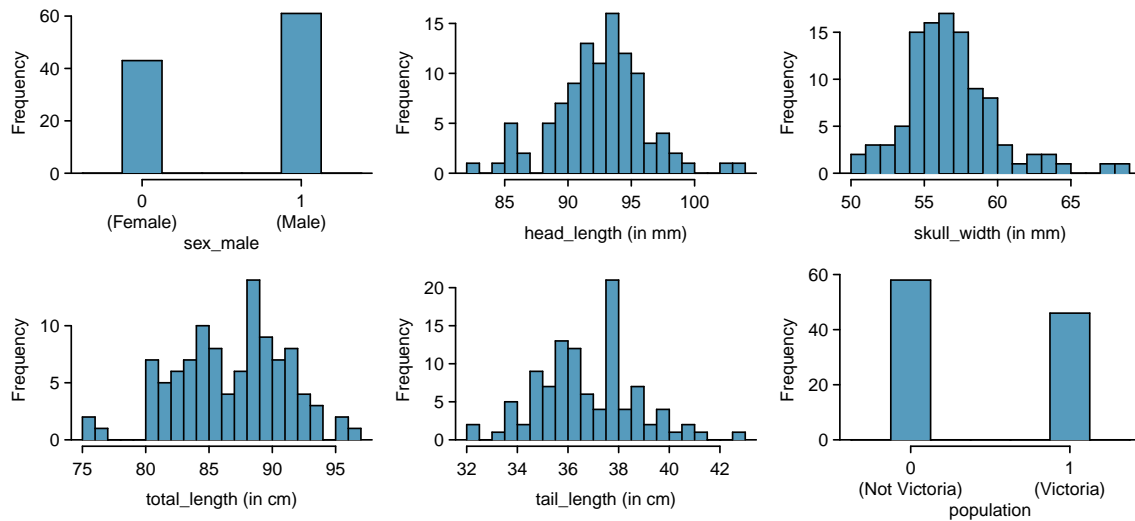 Frequency
0
20
40
60
0
(Female)
1
(Male)
sex_male
Frequency
0
5
10
15
85
90
95
100
head_length (in mm)
Frequency
0
5
10
15
50
55
60
65
skull_width (in mm)
Frequency
0
5
10
75
80
85
90
95
total_length (in cm)
Frequency
0
5
10
15
20
32
34
36
38
40
42
tail_length (in cm)
Frequency
0
20
40
60
0
(Not Victoria)
1
(Victoria)
population